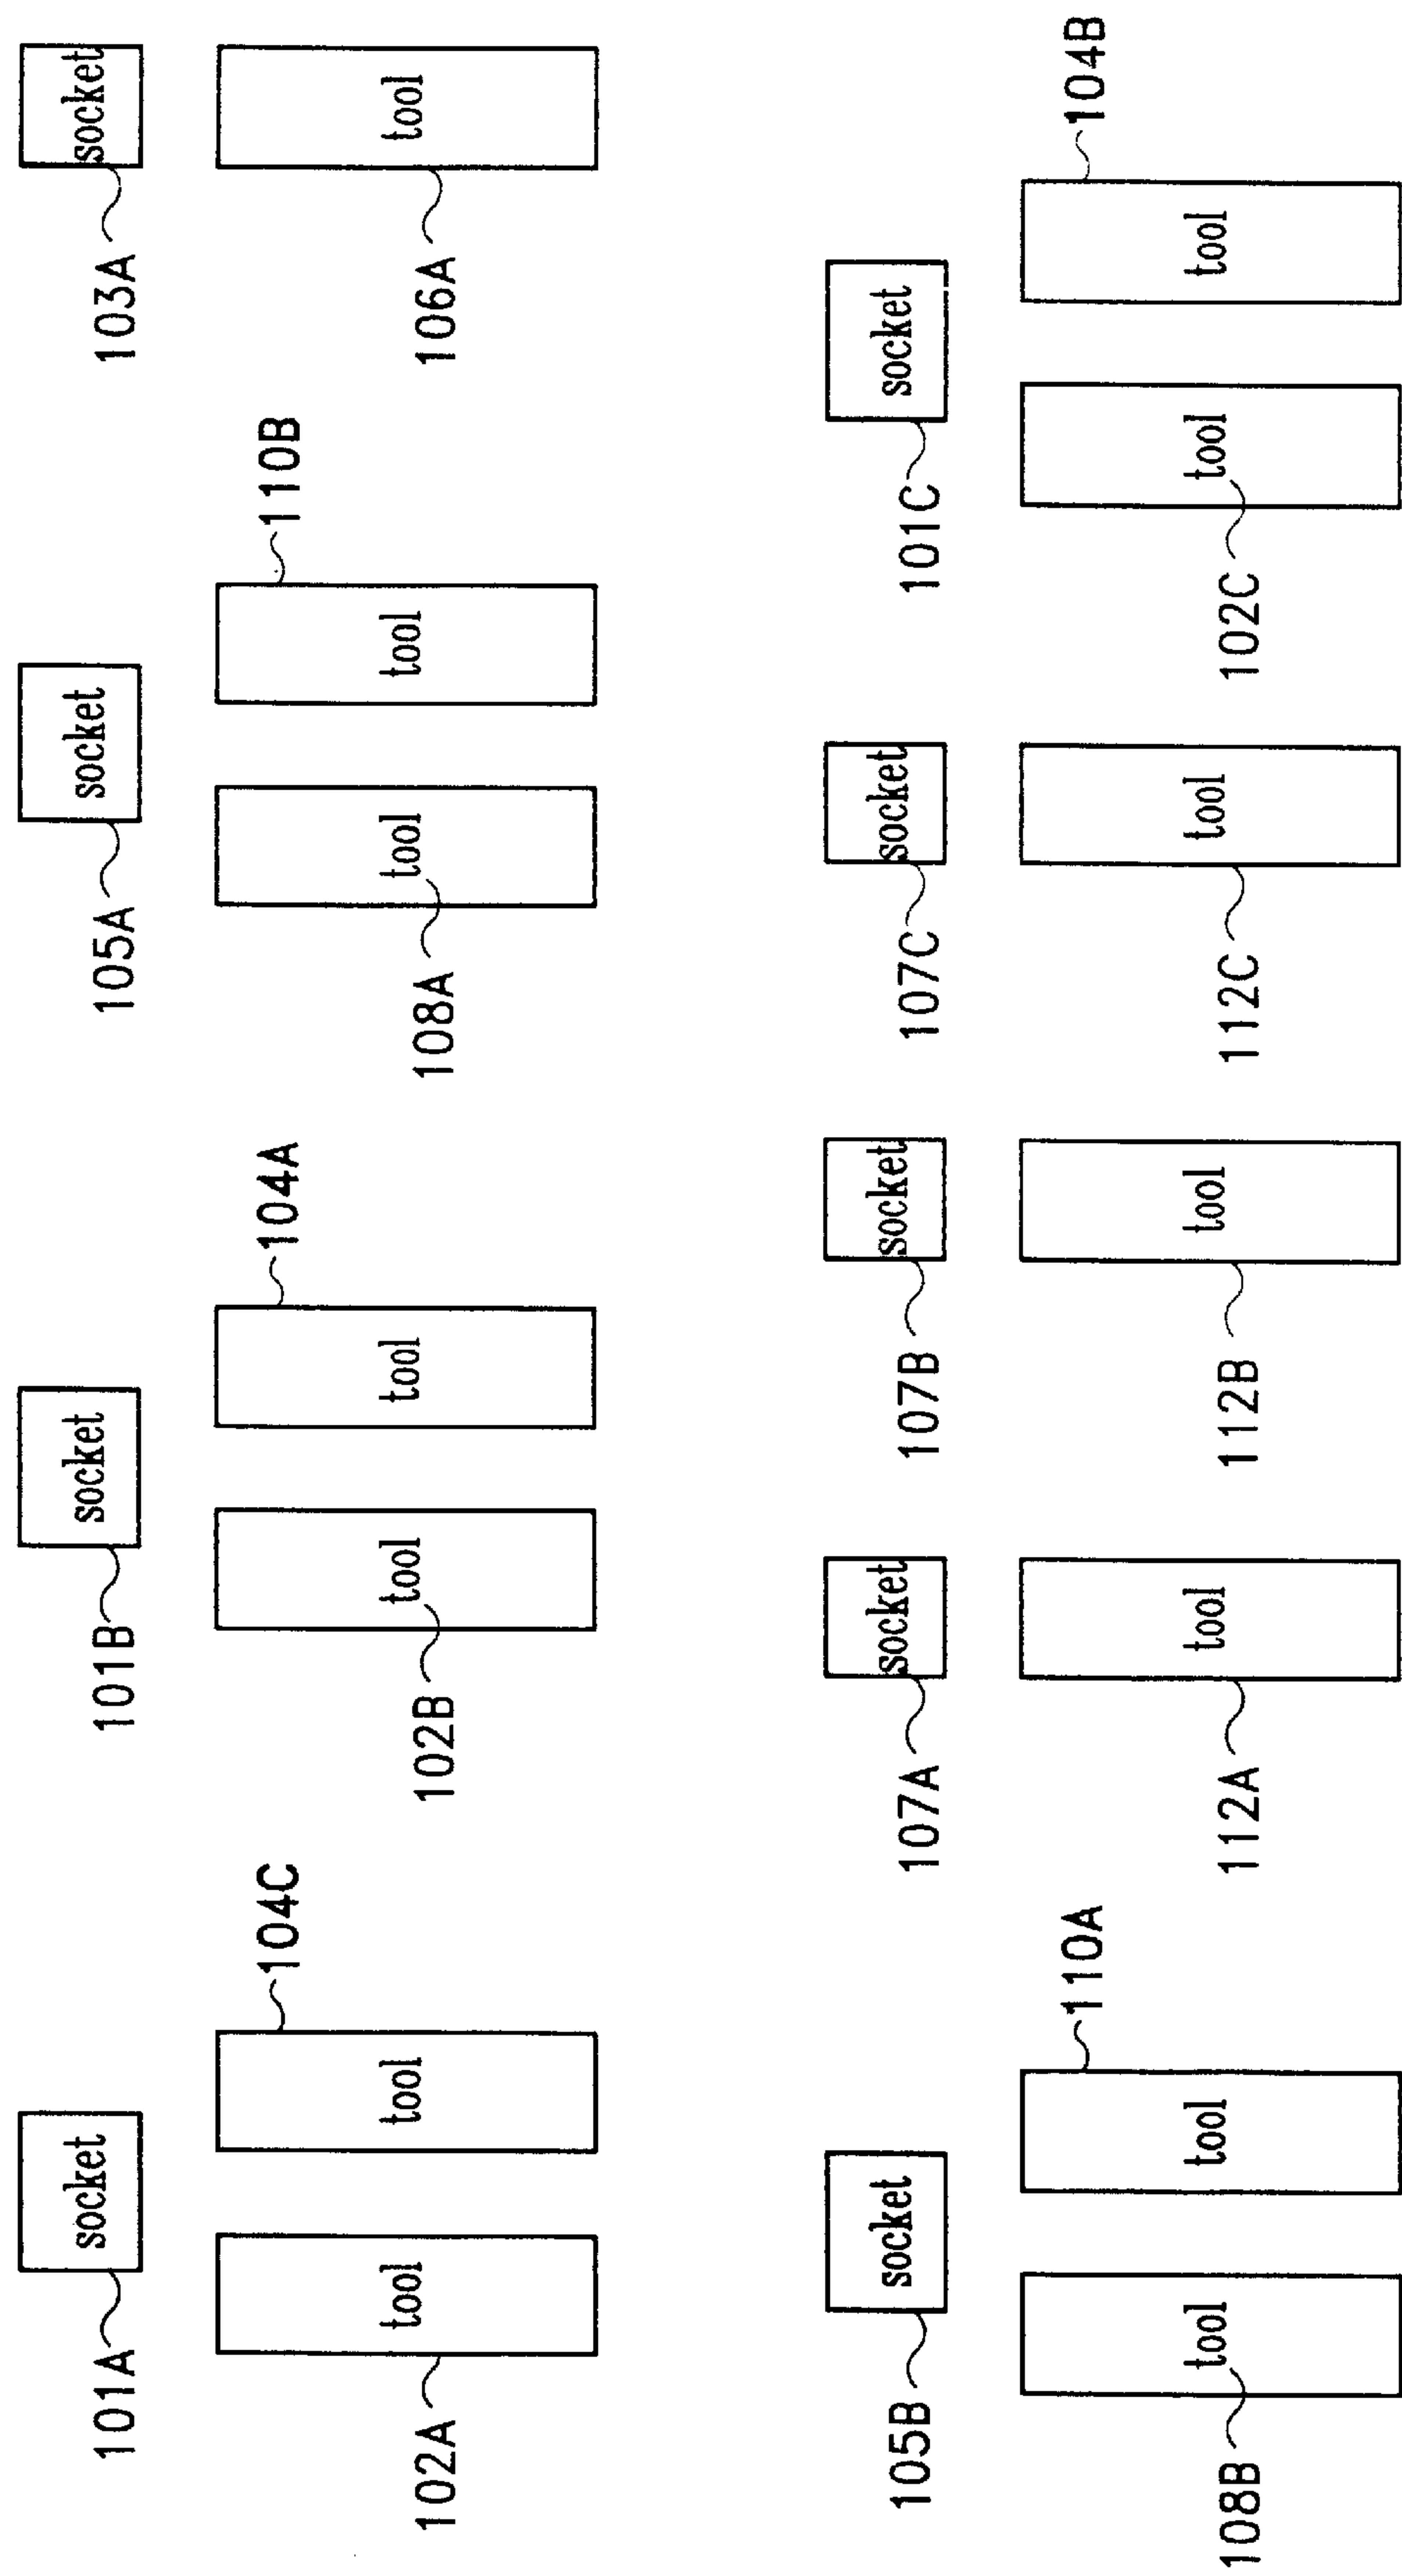 101A
socket
101B
socket
105A
socket
103A
socket
104C
104A
110B
102A
tool
tool
102B
tool
tool
108A
tool
tool
106A
tool
105B
socket
107A
socket
107B
socket
107C
socket
101C
socket
110A
104B
108B
tool
tool
112A
tool
112B
tool
112C
tool
102C
tool
tool